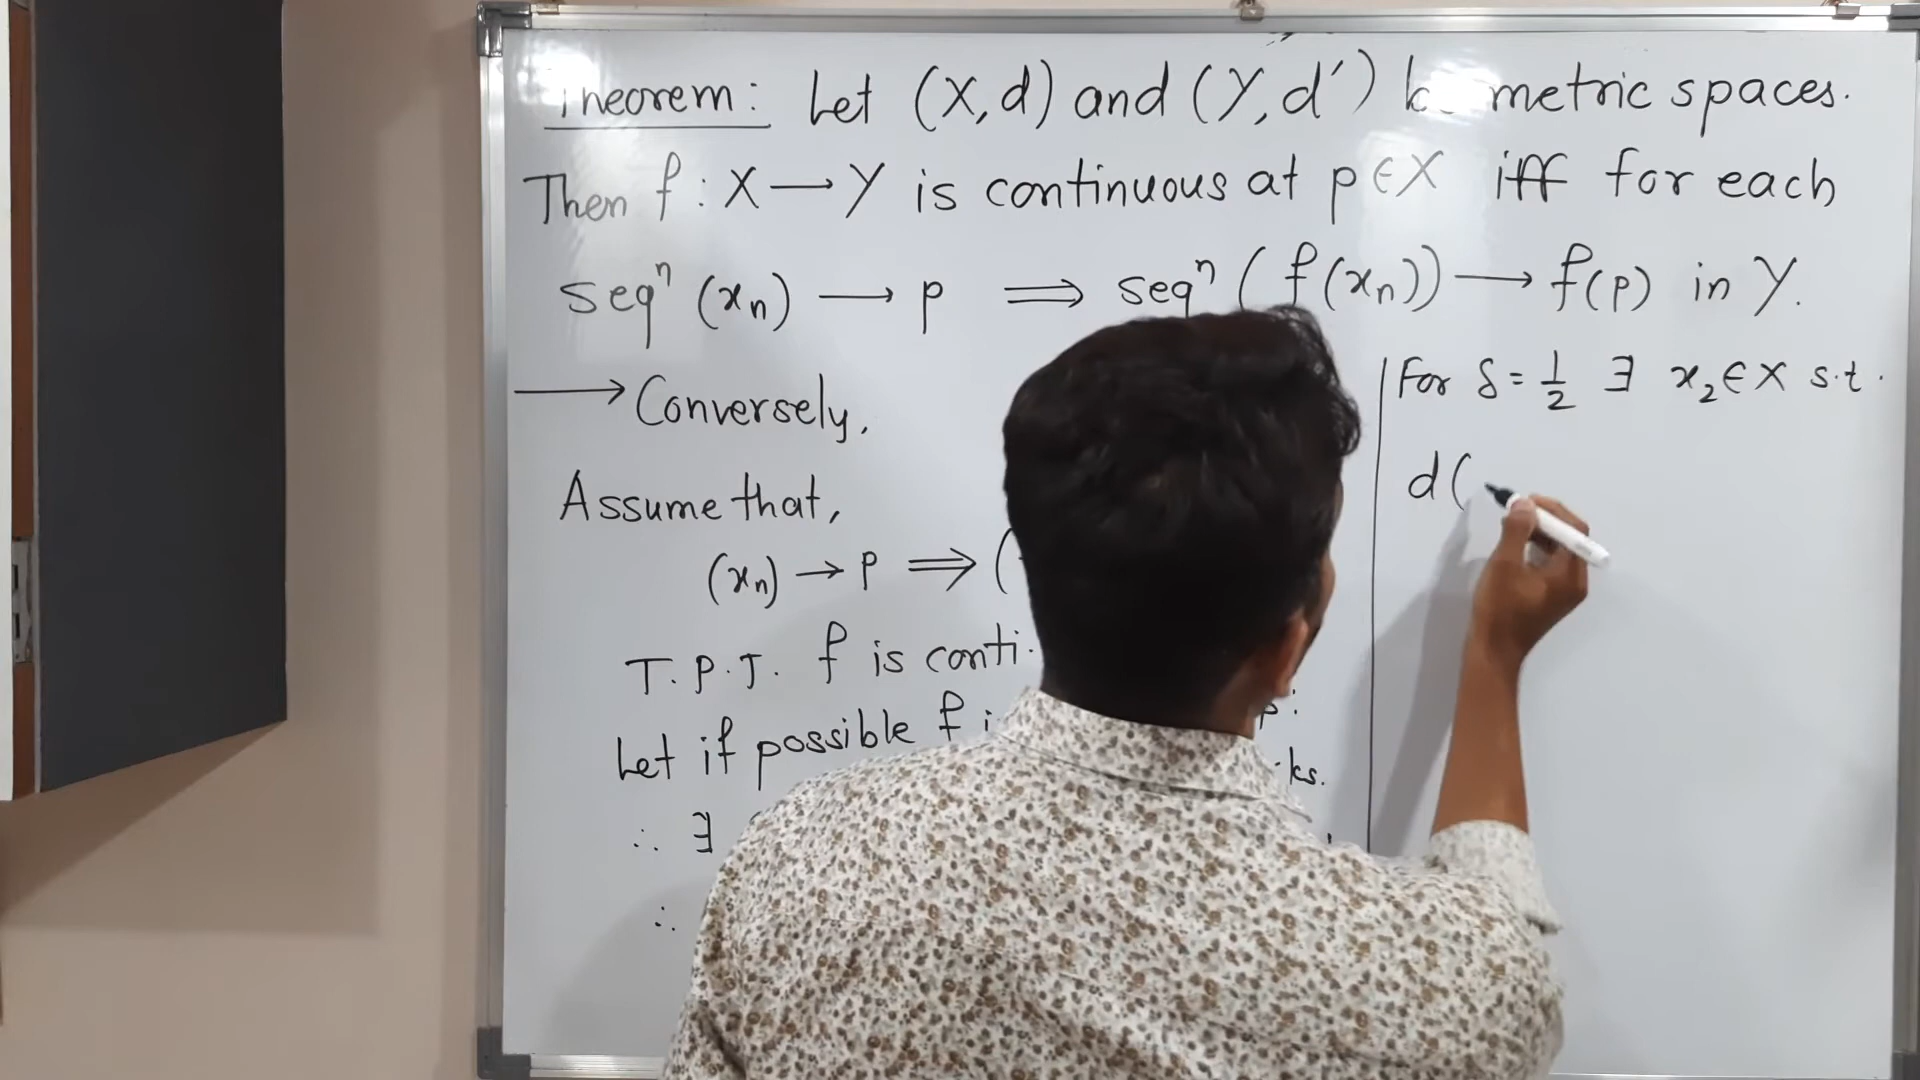 Theorem: Let (X,d) and (Y,d′) metric spaces.
Then f : X → Y is continuous at p ∈ X iff for each
seqⁿ (xₙ) → p ⟹ seqⁿ (f(xₙ)) → f(p) in Y.
→ Conversely,
Assume that,
(xₙ) → p ⟹ (
T.P.T. f is conti.
Let if possible f
∴ ∃
∴
For δ = 1/2 ∃ x₂ ∈ X s.t.
d(